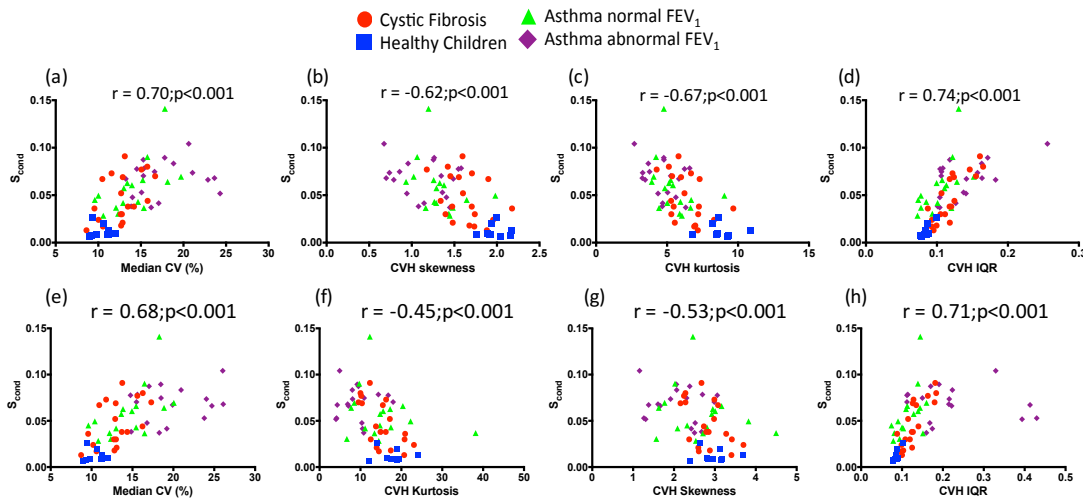 Cystic Fibrosis
Asthma normal FEV1
Healthy Children
Asthma abnormal FEV1
(a)
r = 0.70;p<0.001
0.15
0.10
0.05
0.00
Scond
5 10 15 20 25 30
Median CV (%)
(b)
r = -0.62;p<0.001
0.15
0.10
0.05
0.00
Scond
0.0 0.5 1.0 1.5 2.0 2.5
CVH skewness
(c)
r = -0.67;p<0.001
0.15
0.10
0.05
0.00
Scond
0 5 10 15
CVH kurtosis
(d)
r = 0.74;p<0.001
0.15
0.10
0.05
0.00
Scond
0.0 0.1 0.2 0.3
CVH IQR
(e)
r = 0.68;p<0.001
0.15
0.10
0.05
0.00
Scond
5 10 15 20 25 30
Median CV (%)
(f)
r = -0.45;p<0.001
0.15
0.10
0.05
0.00
Scond
0 10 20 30 40 50
CVH Kurtosis
(g)
r = -0.53;p<0.001
0.15
0.10
0.05
0.00
Scond
0 1 2 3 4 5
CVH Skewness
(h)
r = 0.71;p<0.001
0.15
0.10
0.05
0.00
Scond
0.0 0.1 0.2 0.3 0.4 0.5
CVH IQR